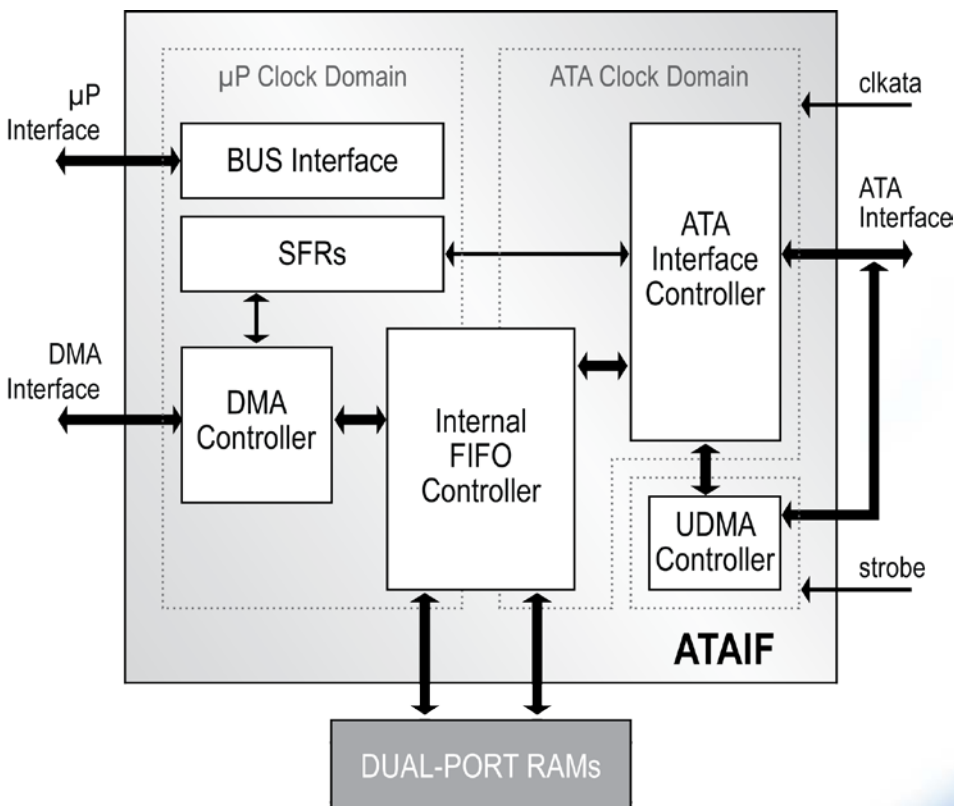 µP Clock Domain
ATA Clock Domain
clkata
µP
Interface
BUS Interface
ATA
Interface
Controller
ATA
Interface
SFRs
DMA
Interface
DMA
Controller
Internal
FIFO
Controller
UDMA
Controller
strobe
ATAIF
DUAL-PORT RAMs